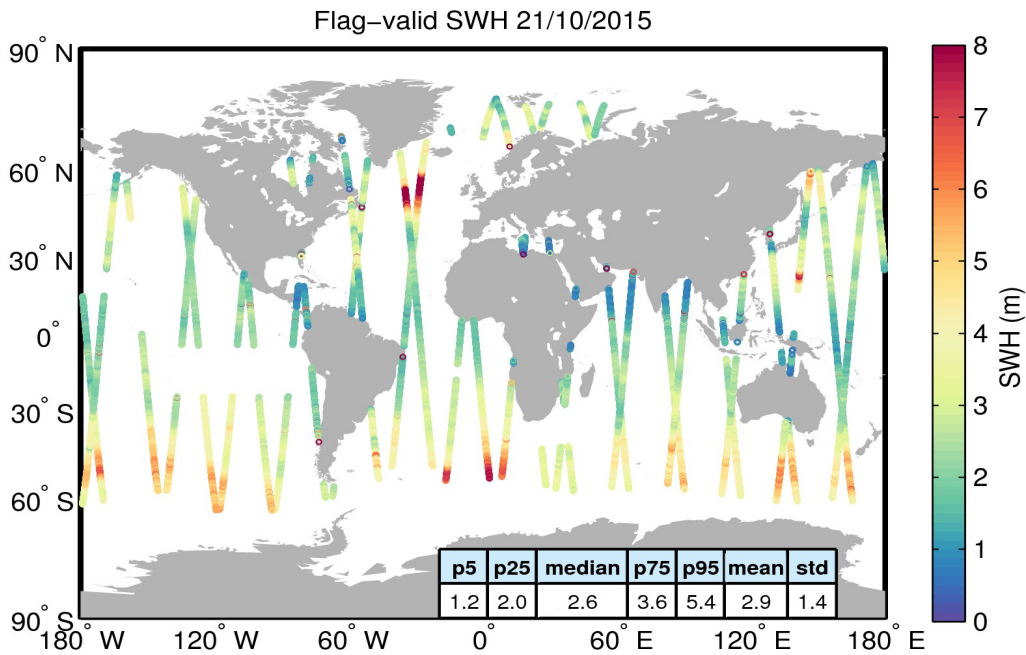 Flag−valid SWH 21/10/2015
90° N
60° N
30° N
0°
30° S
60° S
90° S
180° W
120° W
60° W
0°
60° E
120° E
180° E
p5 p25 median p75 p95 mean std
1.2 2.0 2.6 3.6 5.4 2.9 1.4
8
7
6
5
4
3
2
1
0
SWH (m)